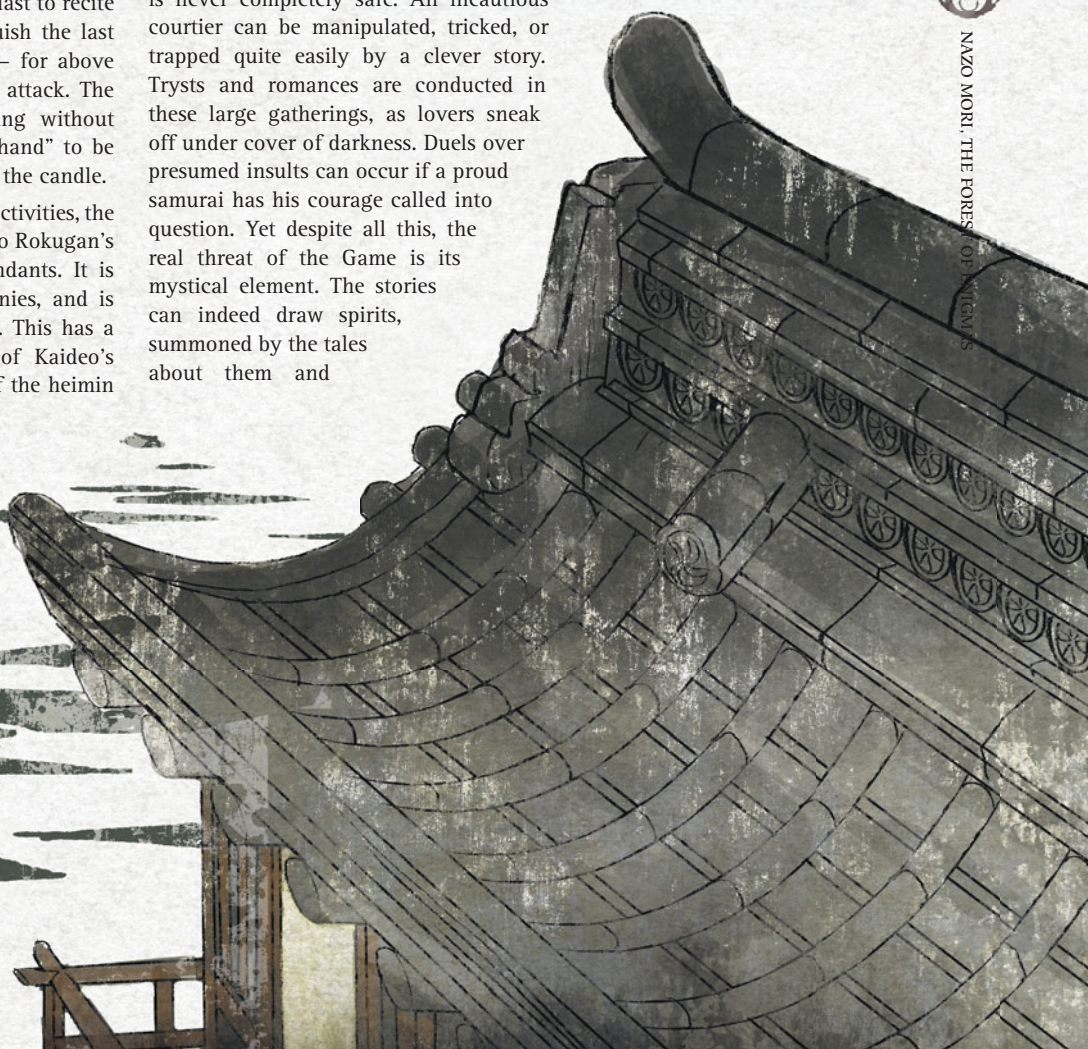 last to recite
uish the last
– for above
attack. The
ng without
hand” to be
the candle.
ctivities, the
o Rokugan’s
ndants. It is
nies, and is
. This has a
of Kaideo’s
f the heimin
is never completely safe. An incautious
courtier can be manipulated, tricked, or
trapped quite easily by a clever story.
Trysts and romances are conducted in
these large gatherings, as lovers sneak
off under cover of darkness. Duels over
presumed insults can occur if a proud
samurai has his courage called into
question. Yet despite all this, the
real threat of the Game is its
mystical element. The stories
can indeed draw spirits,
summoned by the tales
about them and
NAZO MORI, THE FOREST OF ENIGMAS